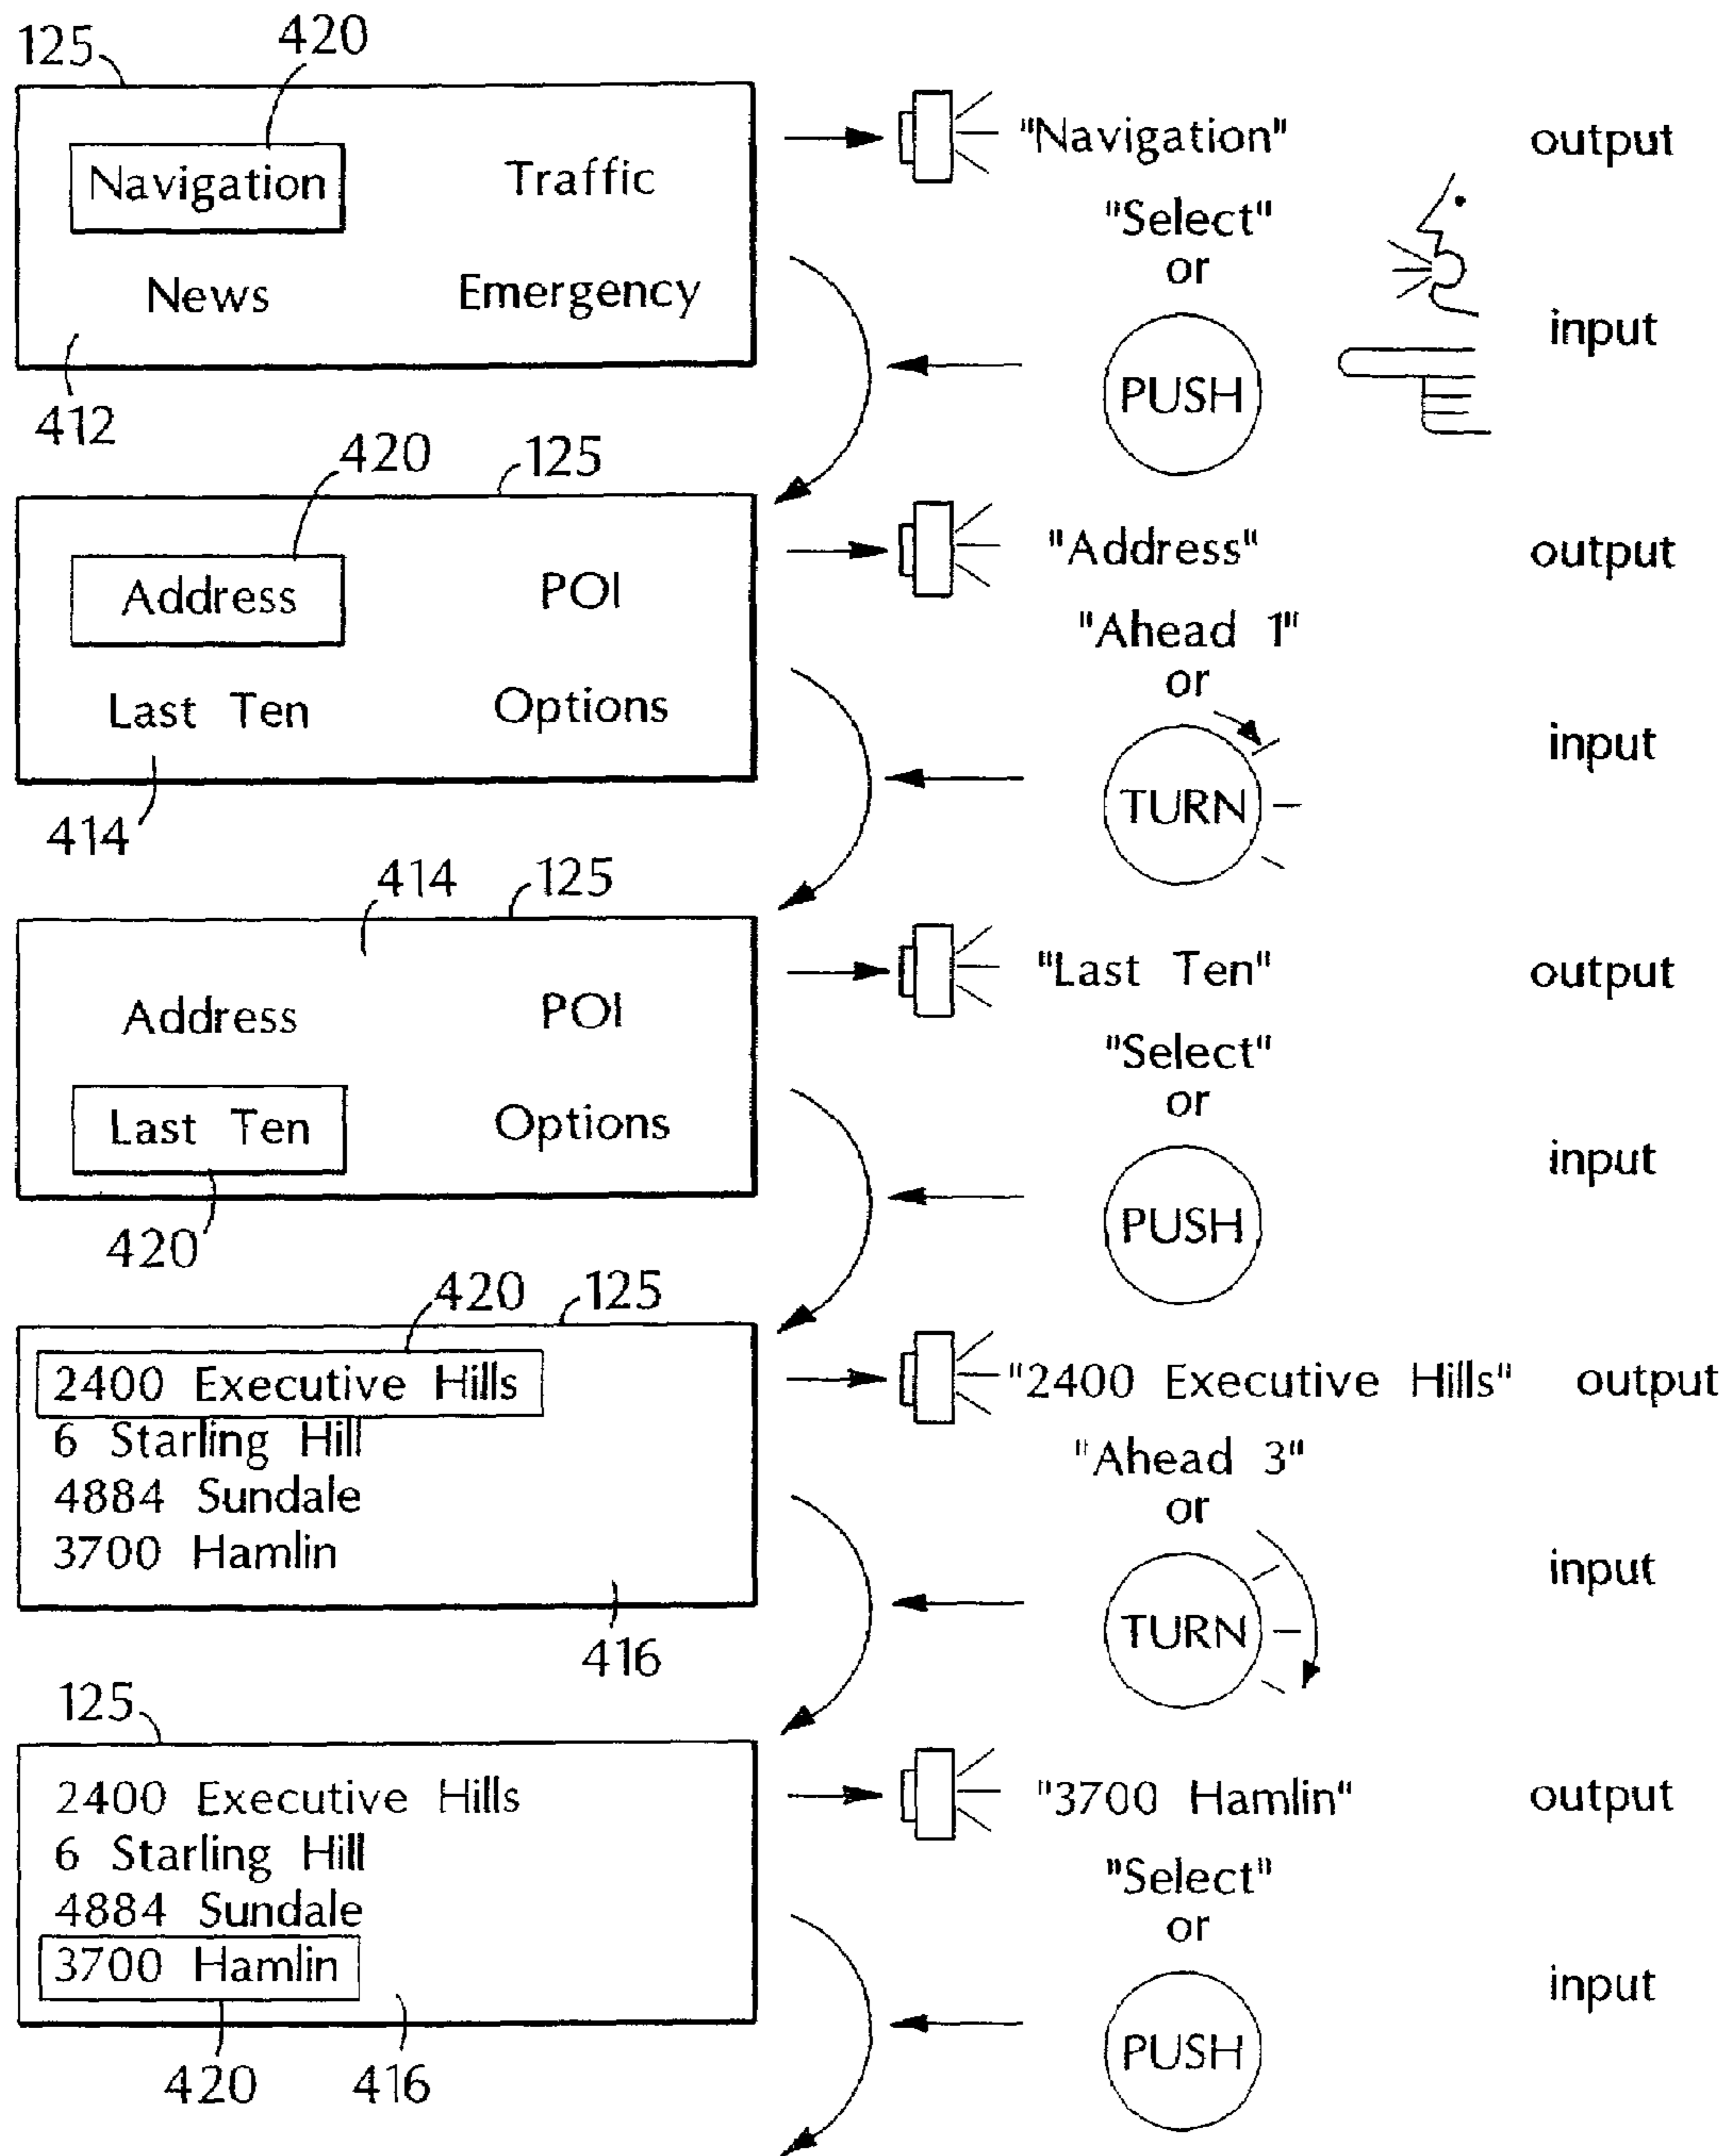 125 420
Navigation Traffic
News Emergency
412
"Navigation" output
"Select"
or
PUSH input
420 125
Address POI
Last Ten Options
414
"Address" output
"Ahead 1"
or
TURN input
414 125
Address POI
Last Ten Options
420
"Last Ten" output
"Select"
or
PUSH input
420 125
2400 Executive Hills
6 Starling Hill
4884 Sundale
3700 Hamlin
416
"2400 Executive Hills" output
"Ahead 3"
or
TURN input
125
2400 Executive Hills
6 Starling Hill
4884 Sundale
3700 Hamlin
420 416
"3700 Hamlin" output
"Select"
or
PUSH input